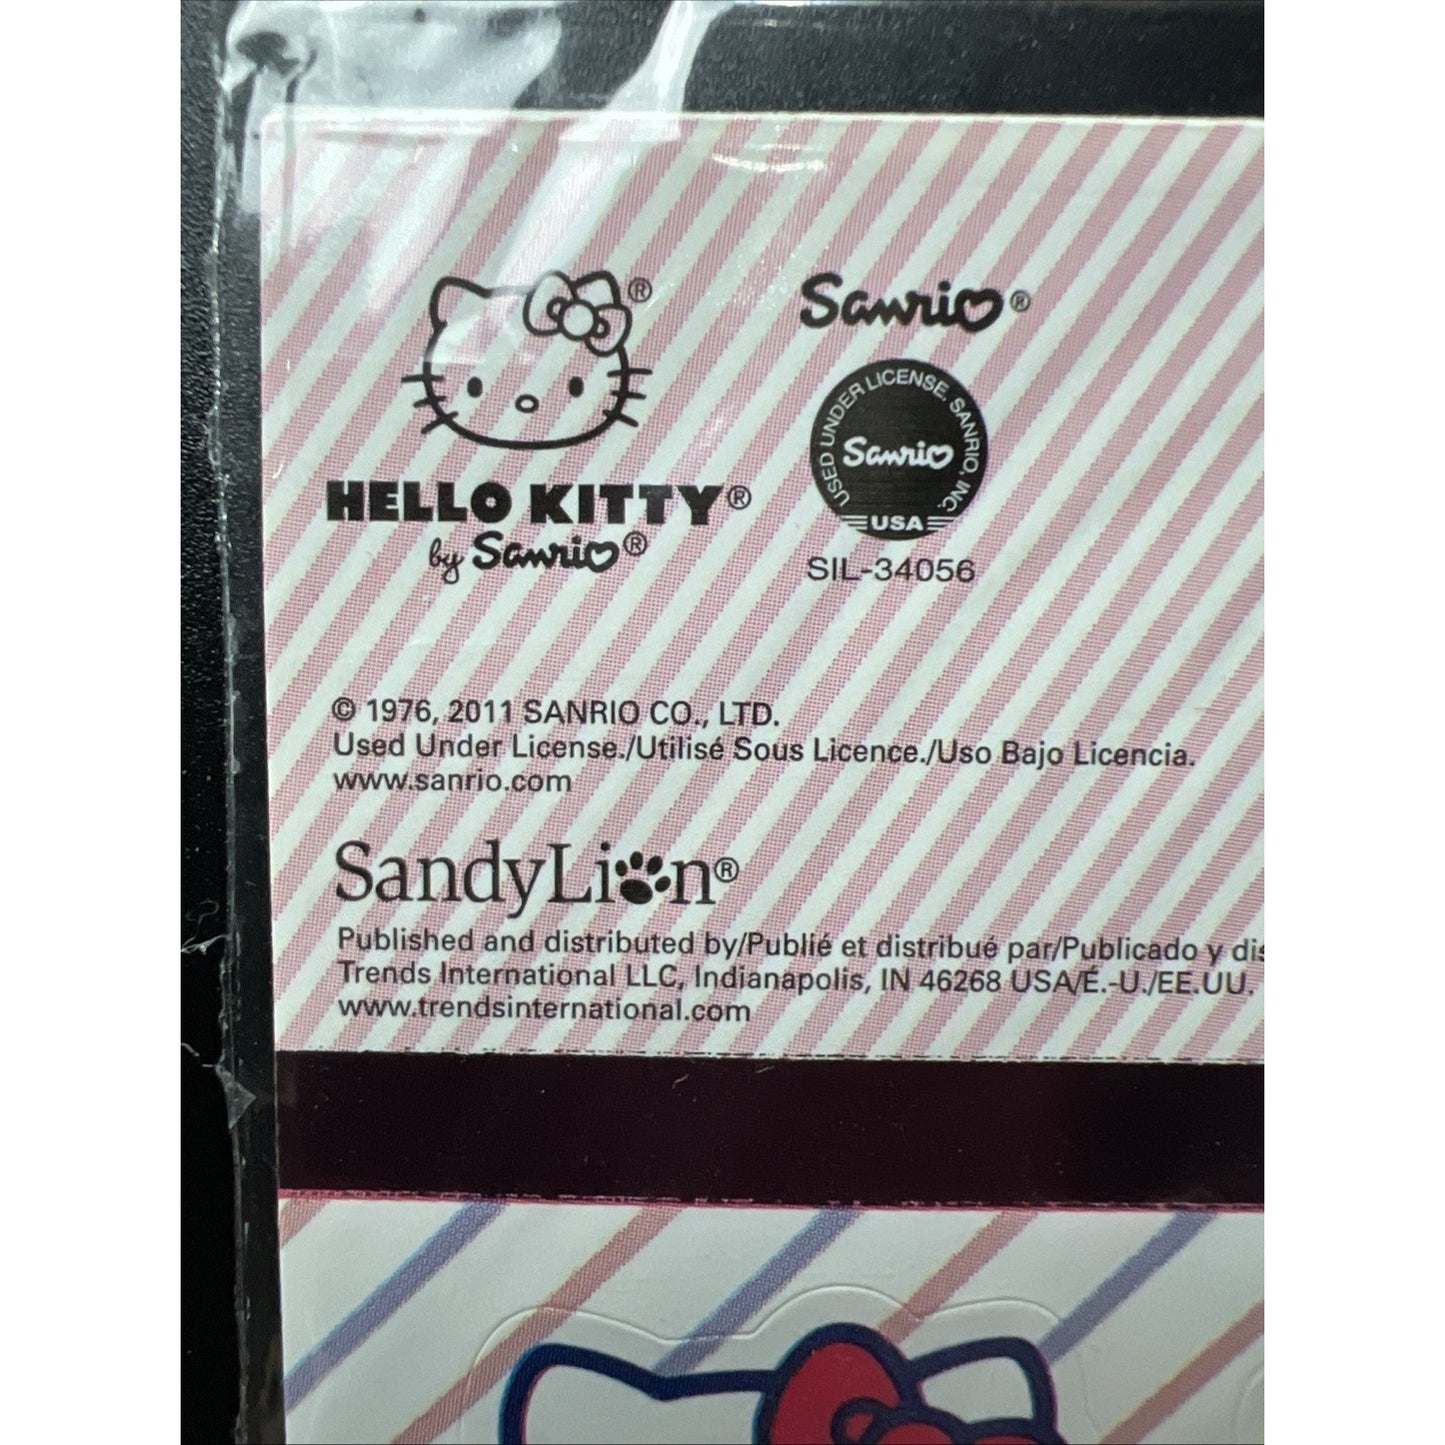 ®
HELLO KITTY®
by Sanrio®
Sanrio®
USED UNDER LICENSE, SANRIO, INC.
Sanrio
USA
SIL-34056
© 1976, 2011 SANRIO CO., LTD.
Used Under License./Utilisé Sous Licence./Uso Bajo Licencia.
www.sanrio.com
SandyLion®
Published and distributed by/Publié et distribué par/Publicado y dis
Trends International LLC, Indianapolis, IN 46268 USA/É.-U./EE.UU.
www.trendsinternational.com